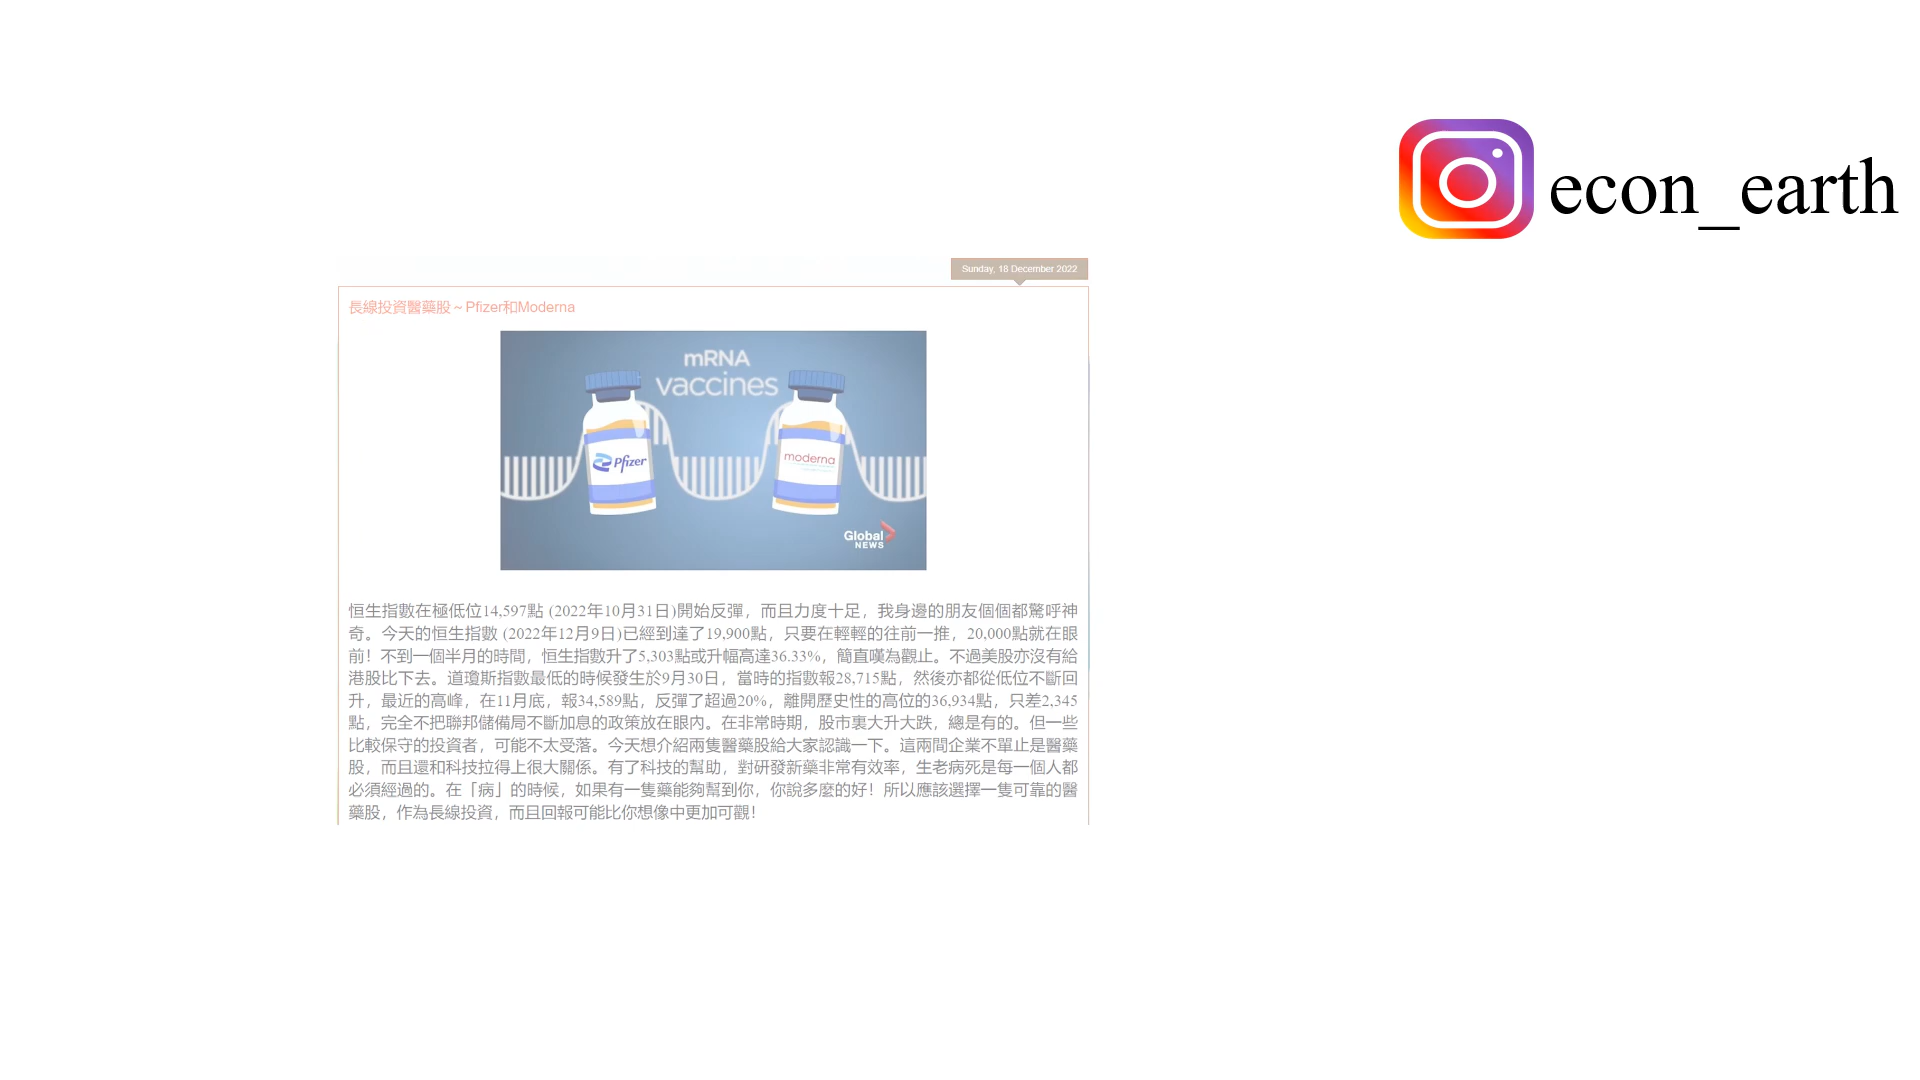 econ_earth
Sunday, 18 December 2022
長線投資醫藥股～Pfizer和Moderna
mRNA
vaccines
Pfizer
moderna
Global
NEWS
恒生指數在極低位14,597點 (2022年10月31日)開始反彈，而且力度十足，我身邊的朋友個個都驚呼神
奇。今天的恒生指數 (2022年12月9日)已經到達了19,900點，只要在輕輕的往前一推，20,000點就在眼
前！不到一個半月的時間，恒生指數升了5,303點或升幅高達36.33%，簡直嘆為觀止。不過美股亦沒有給
港股比下去。道瓊斯指數最低的時候發生於9月30日，當時的指數報28,715點，然後亦都從低位不斷回
升，最近的高峰，在11月底，報34,589點，反彈了超過20%，離開歷史性的高位的36,934點，只差2,345
點，完全不把聯邦儲備局不斷加息的政策放在眼內。在非常時期，股市裏大升大跌，總是有的。但一些
比較保守的投資者，可能不太受落。今天想介紹兩隻醫藥股給大家認識一下。這兩間企業不單止是醫藥
股，而且還和科技拉得上很大關係。有了科技的幫助，對研發新藥非常有效率，生老病死是每一個人都
必須經過的。在「病」的時候，如果有一隻藥能夠幫到你，你說多麼的好！所以應該選擇一隻可靠的醫
藥股，作為長線投資，而且回報可能比你想像中更加可觀！